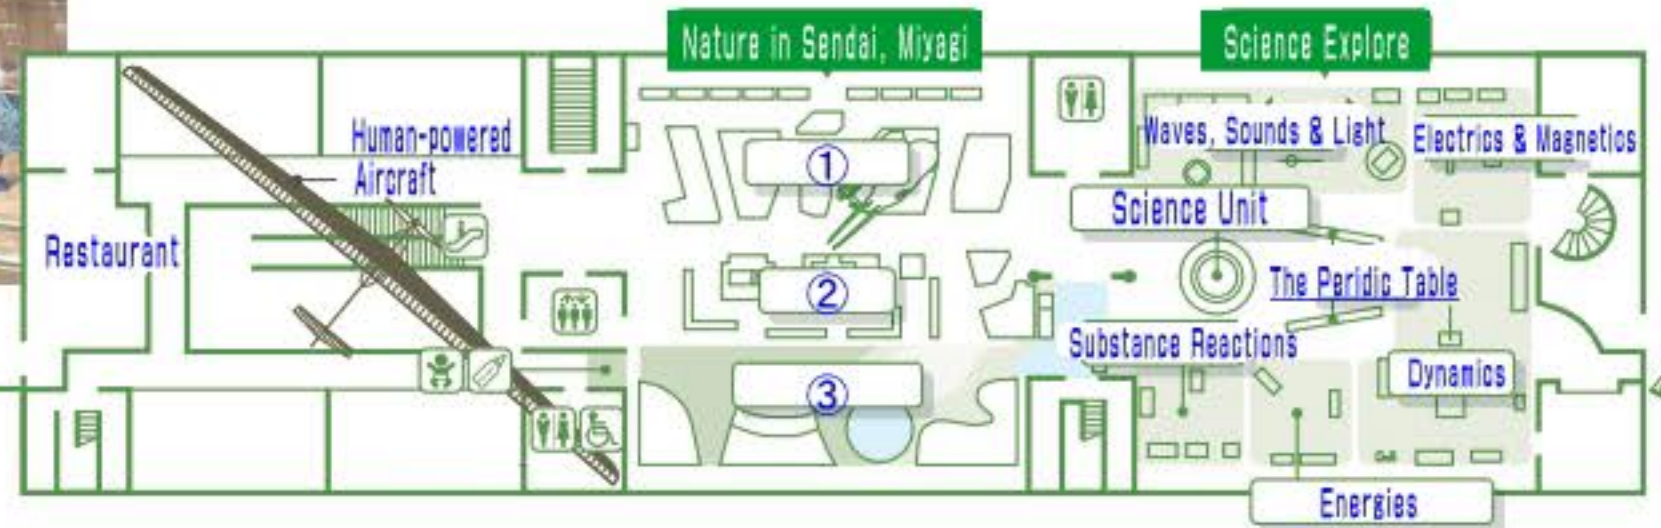 Nature in Sendai, Miyagi
Science Explore
Human-powered
Aircraft
Waves, Sounds & Light
Electrics & Magnetics
①
Science Unit
Restaurant
The Peridic Table
②
Substance Reactions
Dynamics
③
Energies